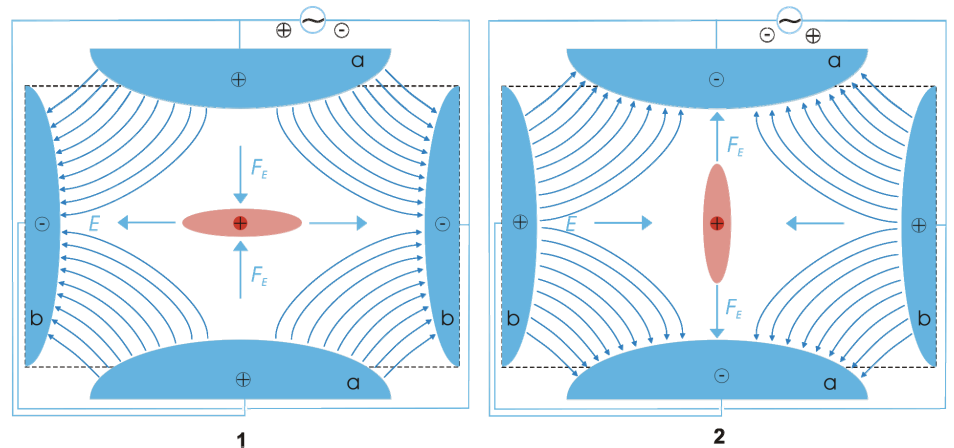 ⊕ ~ ⊖ ⊖ ~ ⊕
a a
⊕ ⊖
F_E F_E
⊖ E + ⊖ ⊕ E + ⊕
F_E F_E
b b b b
⊕ a ⊖ a
1 2